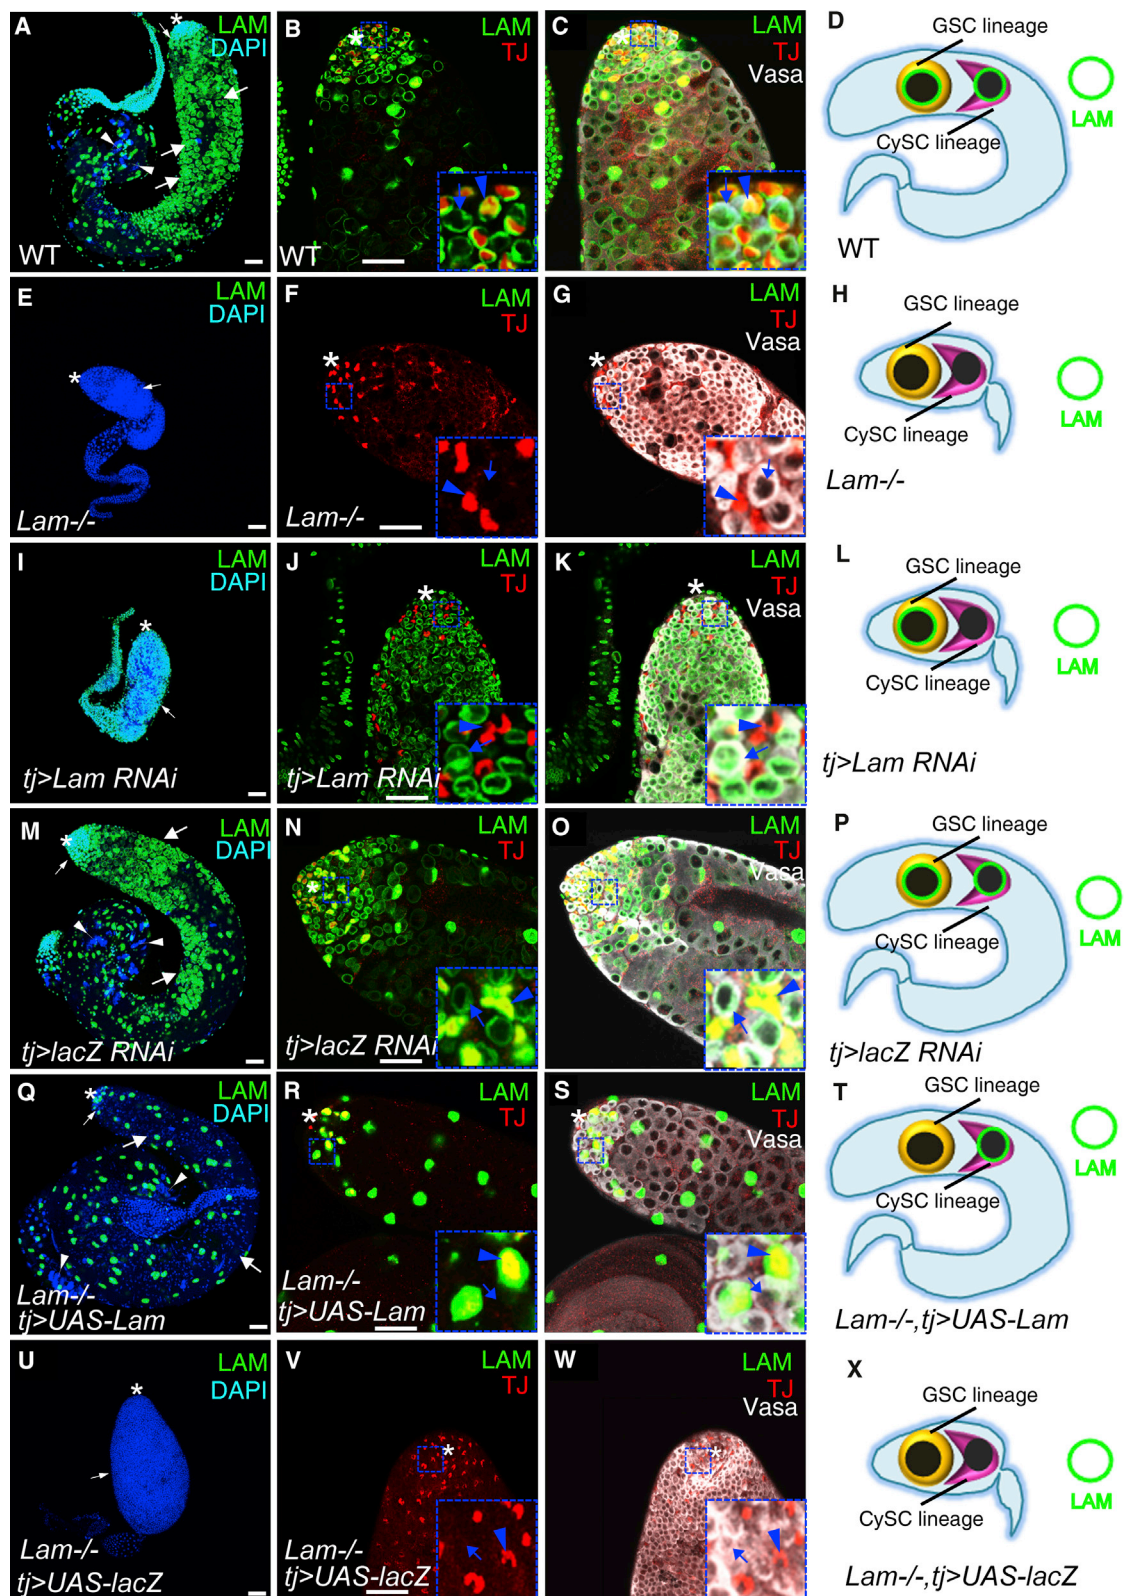 A
*
LAM
DAPI
WT
B
*
LAM
TJ
WT
C
*
LAM
TJ
Vasa
D
GSC lineage
CySC lineage
LAM
WT
E
*
LAM
DAPI
Lam-/-
F
*
LAM
TJ
Lam-/-
G
*
LAM
TJ
Vasa
H
GSC lineage
CySC lineage
LAM
Lam-/-
I
*
LAM
DAPI
tj>Lam RNAi
J
*
LAM
TJ
tj>Lam RNAi
K
*
LAM
TJ
Vasa
L
GSC lineage
CySC lineage
LAM
tj>Lam RNAi
M
*
LAM
DAPI
tj>lacZ RNAi
N
*
LAM
TJ
tj>lacZ RNAi
O
*
LAM
TJ
Vasa
P
GSC lineage
CySC lineage
LAM
tj>lacZ RNAi
Q
*
LAM
DAPI
Lam-/-
tj>UAS-Lam
R
*
LAM
TJ
Lam-/-
tj>UAS-Lam
S
*
LAM
TJ
Vasa
T
GSC lineage
CySC lineage
LAM
Lam-/-,tj>UAS-Lam
U
*
LAM
DAPI
Lam-/-
tj>UAS-lacZ
V
*
LAM
TJ
Lam-/-
tj>UAS-lacZ
W
*
LAM
TJ
Vasa
X
GSC lineage
CySC lineage
LAM
Lam-/-,tj>UAS-lacZ